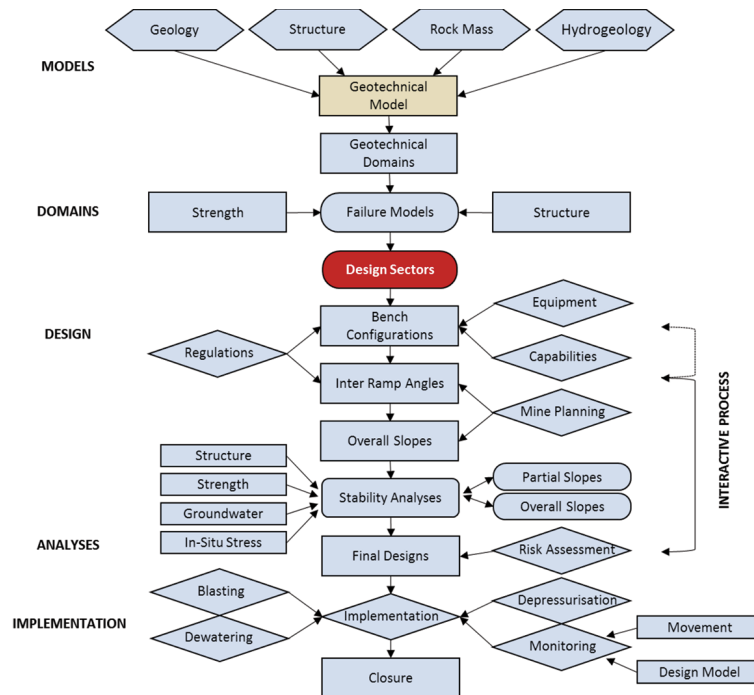 Geology
Structure
Rock Mass
Hydrogeology
MODELS
Geotechnical
Model
Geotechnical
Domains
DOMAINS
Strength
Failure Models
Structure
Design Sectors
Equipment
DESIGN
Bench
Configurations
Regulations
Capabilities
Inter Ramp Angles
Mine Planning
INTERACTIVE PROCESS
Overall Slopes
Structure
Strength
Groundwater
In-Situ Stress
Stability Analyses
Partial Slopes
Overall Slopes
ANALYSES
Final Designs
Risk Assessment
Blasting
Depressurisation
IMPLEMENTATION
Implementation
Dewatering
Monitoring
Movement
Design Model
Closure